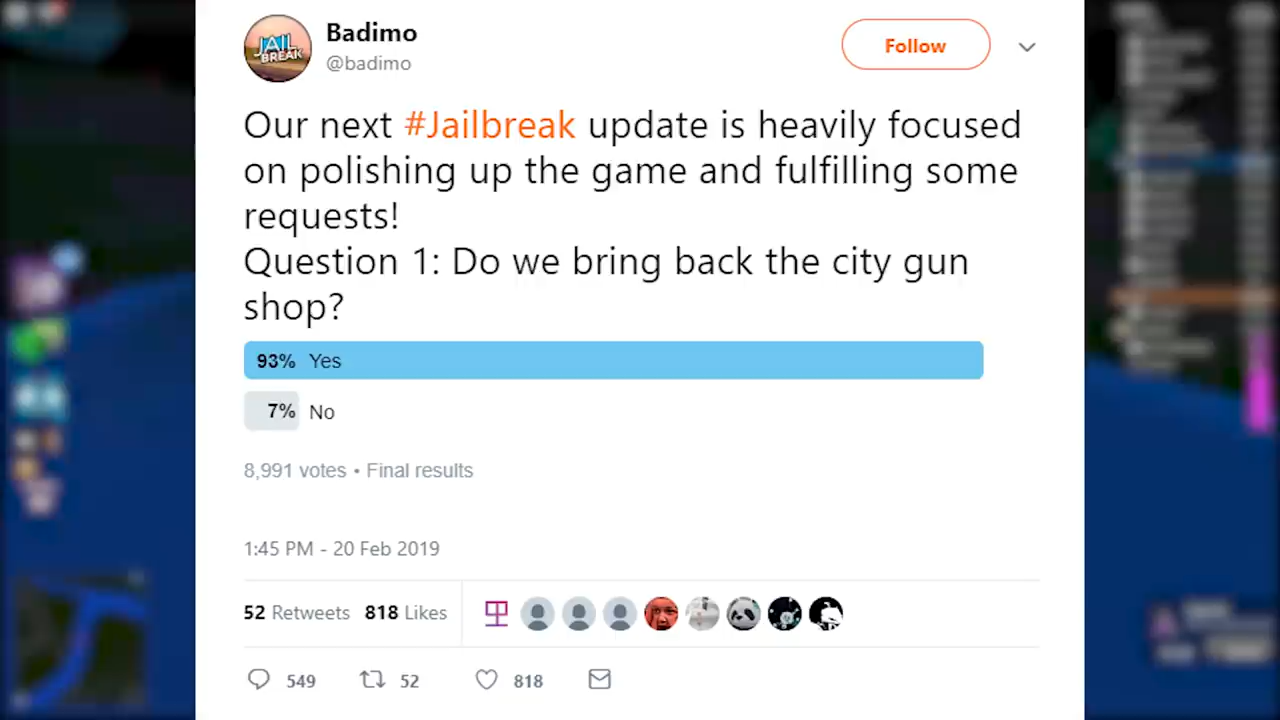 JAIL
BREAK
Badimo
@badimo
Follow
Our next #Jailbreak update is heavily focused
on polishing up the game and fulfilling some
requests!
Question 1: Do we bring back the city gun
shop?
93% Yes
7% No
8,991 votes • Final results
1:45 PM - 20 Feb 2019
52 Retweets 818 Likes
549 52 818